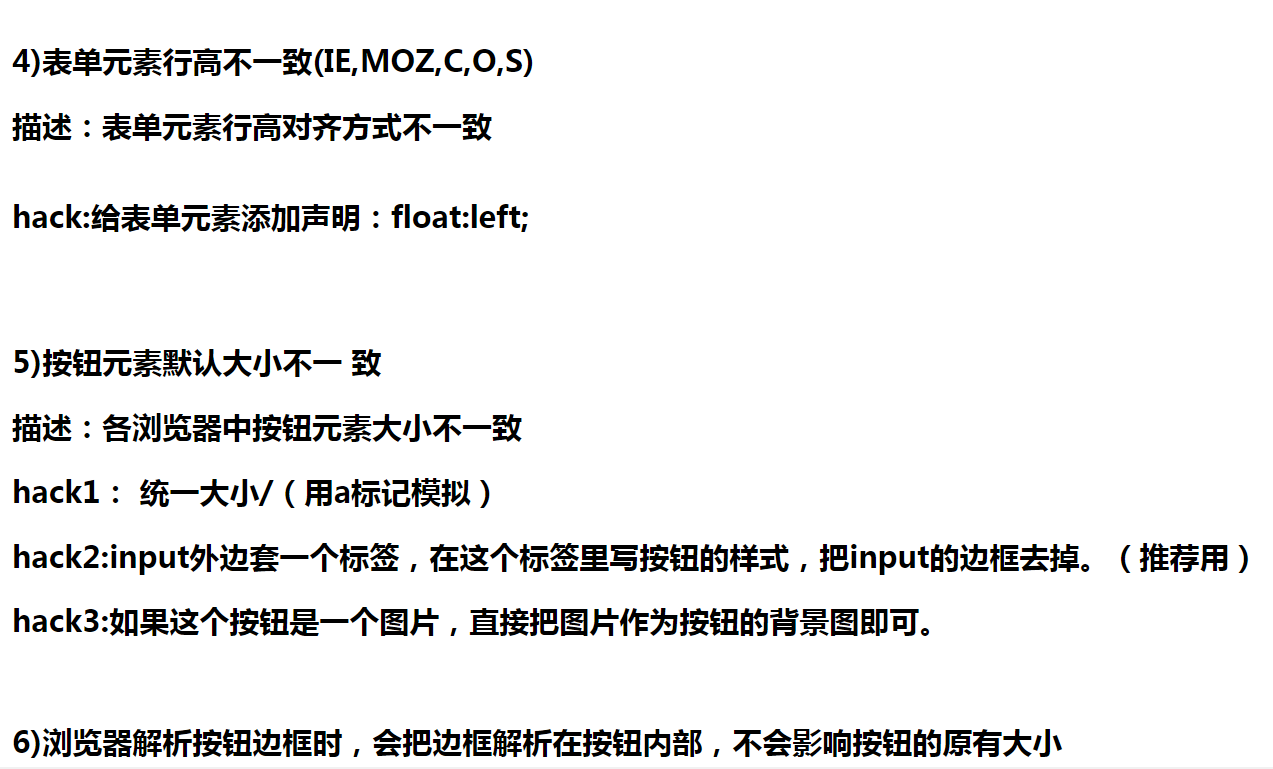 4)表单元素行高不一致(IE,MOZ,C,O,S)
描述：表单元素行高对齐方式不一致
hack:给表单元素添加声明：float:left;
5)按钮元素默认大小不一 致
描述：各浏览器中按钮元素大小不一致
hack1： 统一大小/（用a标记模拟）
hack2:input外边套一个标签，在这个标签里写按钮的样式，把input的边框去掉。（推荐用）
hack3:如果这个按钮是一个图片，直接把图片作为按钮的背景图即可。
6)浏览器解析按钮边框时，会把边框解析在按钮内部，不会影响按钮的原有大小